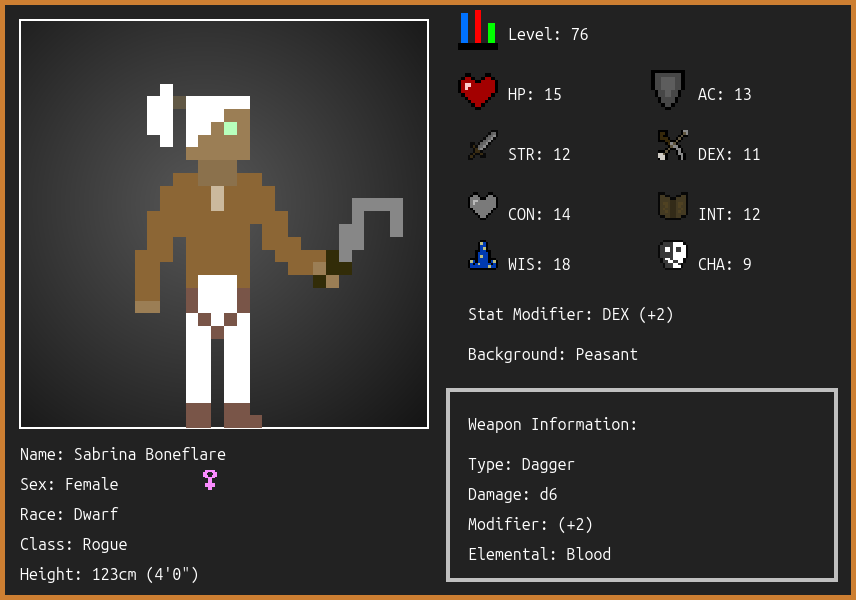 Level: 76
HP: 15
AC: 13
STR: 12
DEX: 11
CON: 14
INT: 12
WIS: 18
CHA: 9
Stat Modifier: DEX (+2)
Background: Peasant
Weapon Information:
Type: Dagger
Damage: d6
Modifier: (+2)
Elemental: Blood
Name: Sabrina Boneflare
Sex: Female
Race: Dwarf
Class: Rogue
Height: 123cm (4'0")